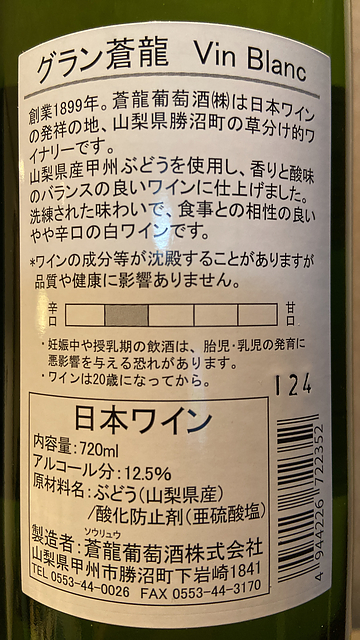 グラン蒼龍 Vin Blanc
創業1899年。蒼龍葡萄酒㈱は日本ワイン
の発祥の地、山梨県勝沼町の草分け的ワ
イナリーです。
山梨県産甲州ぶどうを使用し、香りと酸味
のバランスの良いワインに仕上げました。
洗練された味わいで、食事との相性の良い
やや辛口の白ワインです。
*ワインの成分等が沈殿することがありますが
品質や健康に影響ありません。
辛口 甘口
・妊娠中や授乳期の飲酒は、胎児・乳児の発育に
悪影響を与える恐れがあります。
・ワインは20歳になってから。
124
日本ワイン
内容量:720ml
アルコール分:12.5%
原材料名:ぶどう(山梨県産)
/酸化防止剤(亜硫酸塩)
ソウリュウ
製造者:蒼龍葡萄酒株式会社
山梨県甲州市勝沼町下岩崎1841
TEL 0553-44-0026 FAX 0553-44-3170
4 944226 722352